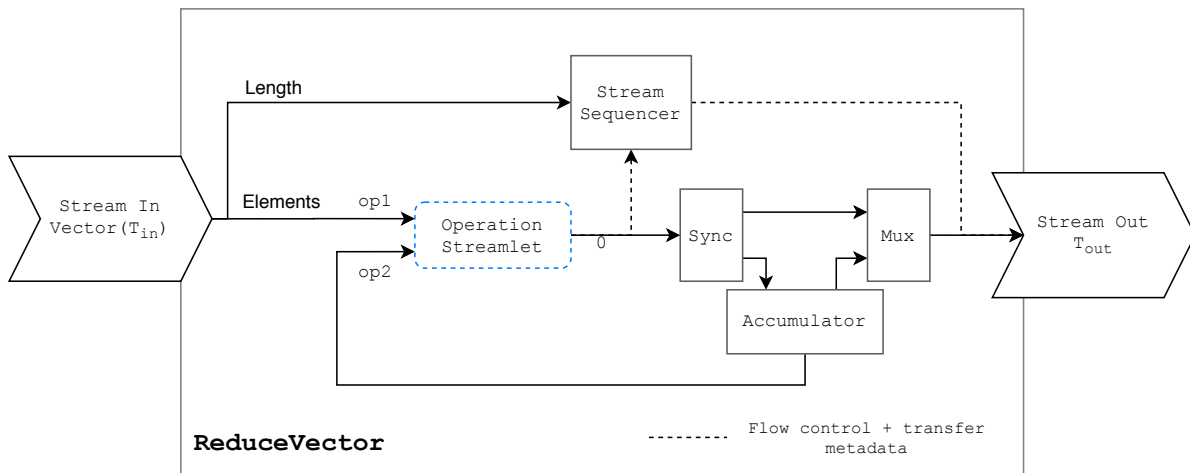 Length
Stream
Sequencer
Stream In
Vector(Tin)
Elements
op1
Operation
Streamlet
0
Sync
Mux
Stream Out
Tout
op2
Accumulator
ReduceVector
Flow control + transfer
metadata